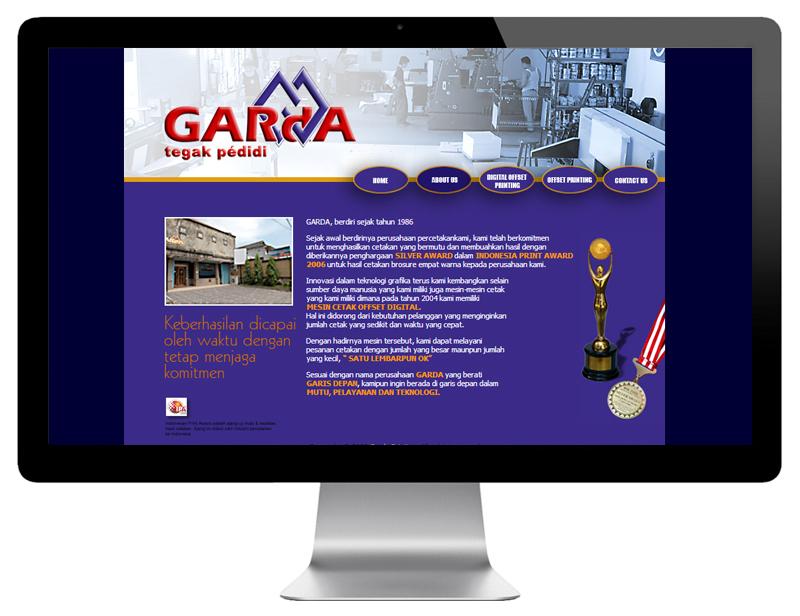 GARdA
tegak pédidi
HOME
ABOUT US
DIGITAL OFFSET
PRINTING
OFFSET PRINTING
CONTACT US
GARDA, berdiri sejak tahun 1986
Sejak awal berdirinya perusahaan percetakankami, kami telah berkomitmen
untuk menghasilkan cetakan yang bermutu dan membuahkan hasil dengan
diberikannya penghargaan SILVER AWARD dalam INDONESIA PRINT AWARD
2006 untuk hasil cetakan brosure empat warna kepada perusahaan kami.
Innovasi dalam teknologi grafika terus kami kembangkan selain
sumber daya manusia yang kami miliki juga mesin-mesin cetak
yang kami miliki dimana pada tahun 2004 kami memiliki
MESIN CETAK OFFSET DIGITAL.
Hal ini didorong dari kebutuhan pelanggan yang menginginkan
jumlah cetak yang sedikit dan waktu yang cepat.
Dengan hadirnya mesin tersebut, kami dapat melayani
pesanan cetakan dengan jumlah yang besar maunpun jumlah
yang kecil, " SATU LEMBARPUN OK"
Sesuai dengan nama perusahaan GARDA yang berati
GARIS DEPAN, kamipun ingin berada di garis depan dalam
MUTU, PELAYANAN DAN TEKNOLOGI.
Keberhasilan dicapai
oleh waktu dengan
tetap menjaga
komitmen
IPA